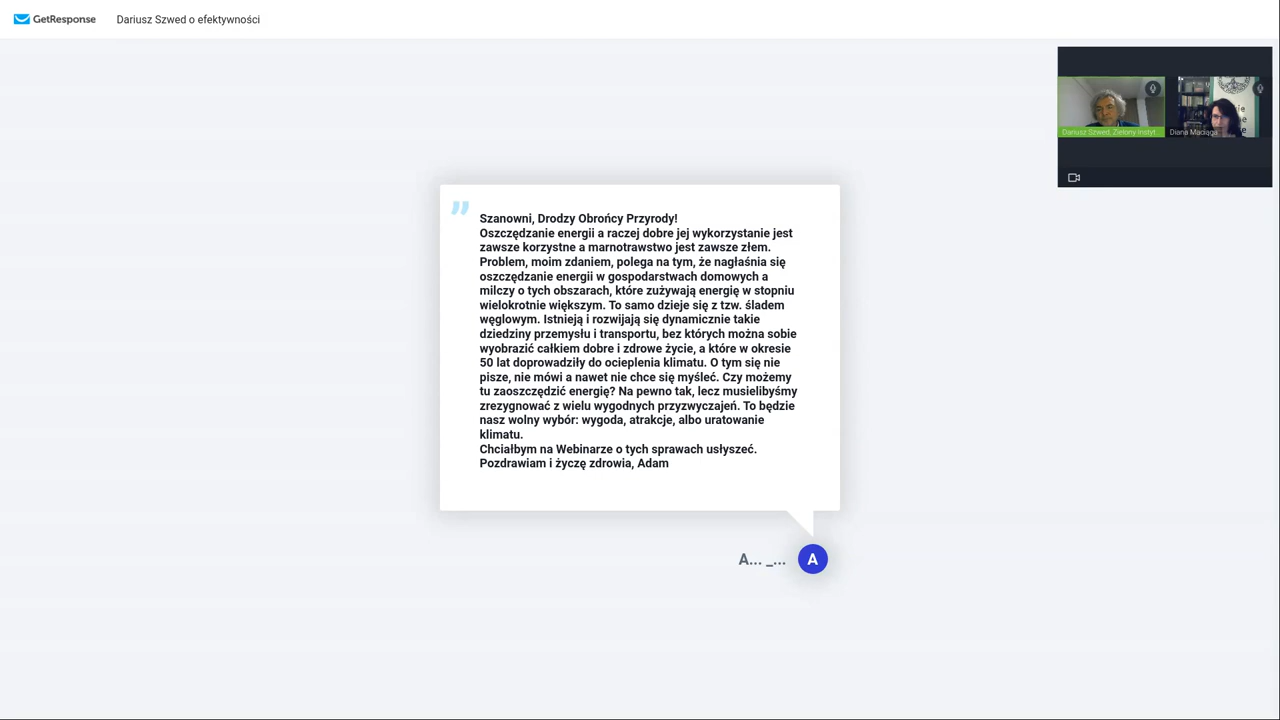 GetResponse
Dariusz Szwed o efektywności
Dariusz Szwed, Zielony Instyt...
Diana Maciąga
”
Szanowni, Drodzy Obrońcy Przyrody!
Oszczędzanie energii a raczej dobre jej wykorzystanie jest
zawsze korzystne a marnotrawstwo jest zawsze złem.
Problem, moim zdaniem, polega na tym, że nagłaśnia się
oszczędzanie energii w gospodarstwach domowych a
milczy o tych obszarach, które zużywają energię w stopniu
wielokrotnie większym. To samo dzieje się z tzw. śladem
węglowym. Istnieją i rozwijają się dynamicznie takie
dziedziny przemysłu i transportu, bez których można sobie
wyobrazić całkiem dobre i zdrowe życie, a które w okresie
50 lat doprowadziły do ocieplenia klimatu. O tym się nie
pisze, nie mówi a nawet nie chce się myśleć. Czy możemy
tu zaoszczędzić energię? Na pewno tak, lecz musielibyśmy
zrezygnować z wielu wygodnych przyzwyczajeń. To będzie
nasz wolny wybór: wygoda, atrakcje, albo uratowanie
klimatu.
Chciałbym na Webinarze o tych sprawach usłyszeć.
Pozdrawiam i życzę zdrowia, Adam
A... _...
A